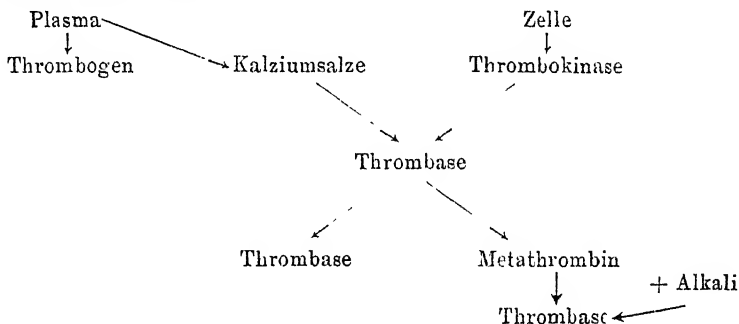 Plasma Zelle
Thrombogen Kalziumsalze Thrombokinase
Thrombase
Thrombase Metathrombin
+ Alkali
Thrombase